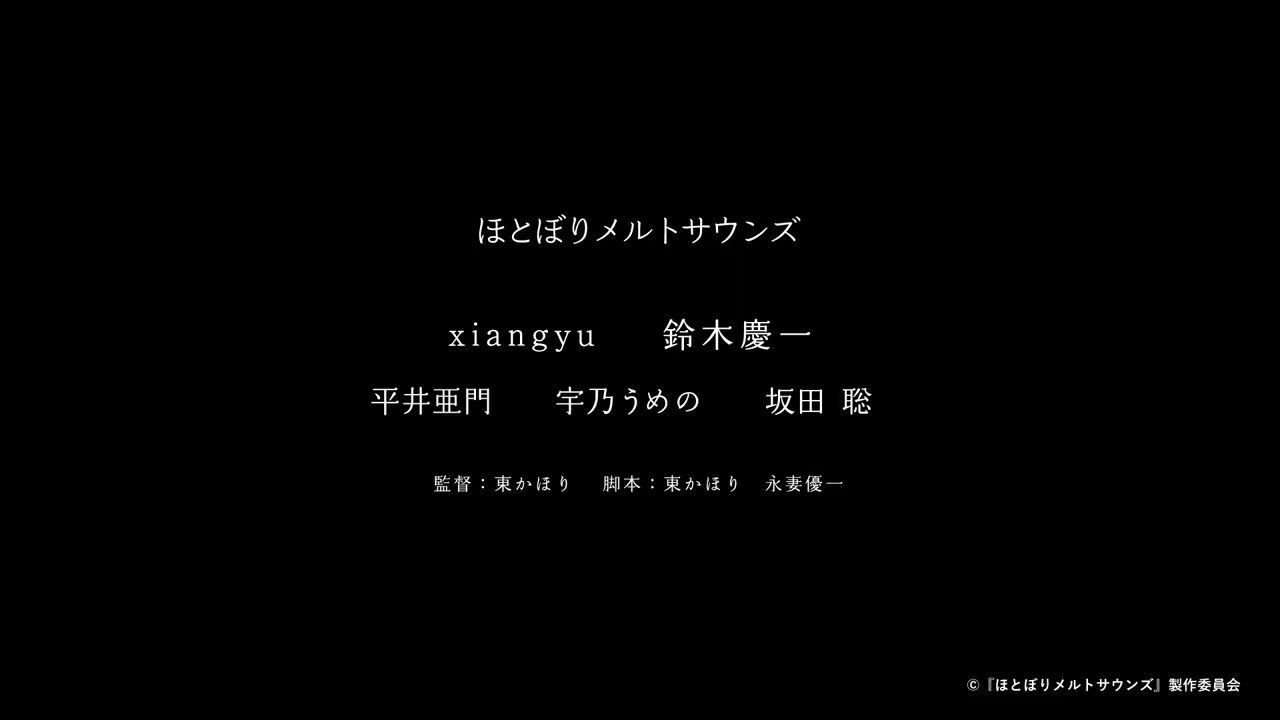 ほとぼりメルトサウンズ
xiangyu 鈴木慶一
平井亜門 宇乃うめの 坂田 聡
監督：東かほり 脚本：東かほり 永妻優一
©『ほとぼりメルトサウンズ』製作委員会